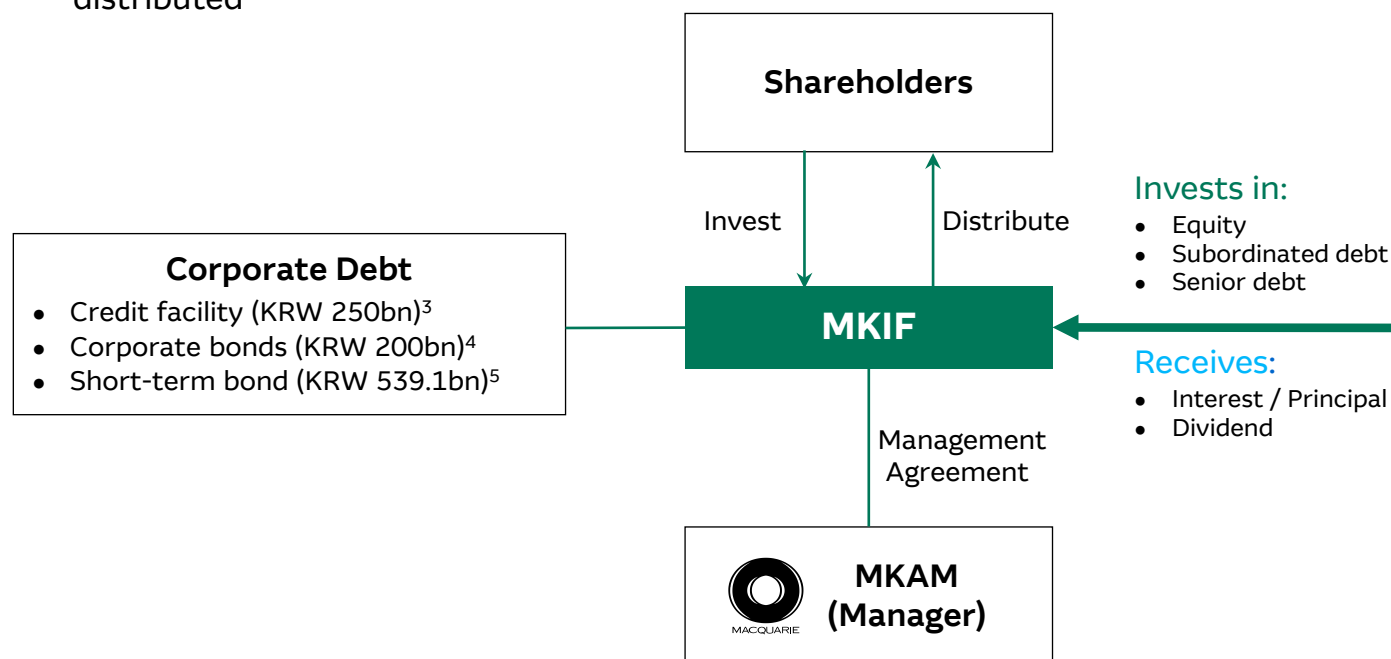 distributed
Shareholders
Invest
Distribute
Invests in:
• Equity
• Subordinated debt
• Senior debt
Corporate Debt
• Credit facility (KRW 250bn)³
• Corporate bonds (KRW 200bn)⁴
• Short-term bond (KRW 539.1bn)⁵
MKIF
Receives:
• Interest / Principal
• Dividend
Management
Agreement
MACQUARIE
MKAM
(Manager)